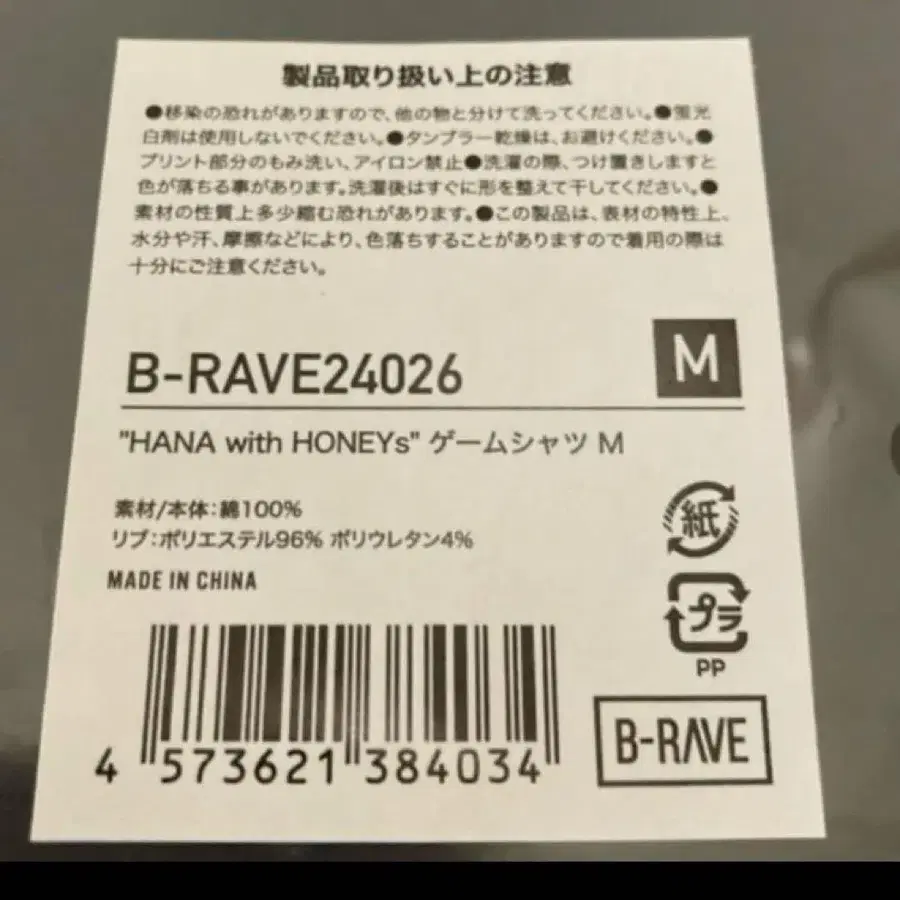 製品取り扱い上の注意
●移染の恐れがありますので、他の物と分けて洗ってください。●蛍光
白剤は使用しないでください。●タンブラー乾燥は、お避けください。●
プリント部分のもみ洗い、アイロン禁止●洗濯の際、つけ置きしますと
色が落ちる事があります。洗濯後はすぐに形を整えて干してください。●
素材の性質上多少縮む恐れがあります。●この製品は、表材の特性上、
水分や汗、摩擦などにより、色落ちすることがありますので着用の際は
十分にご注意ください。
B-RAVE24026
M
"HANA with HONEYs" ゲームシャツ M
素材/本体:綿100%
リブ:ポリエステル96% ポリウレタン4%
MADE IN CHINA
紙
プラ
PP
4 573621 384034
B-RAVE